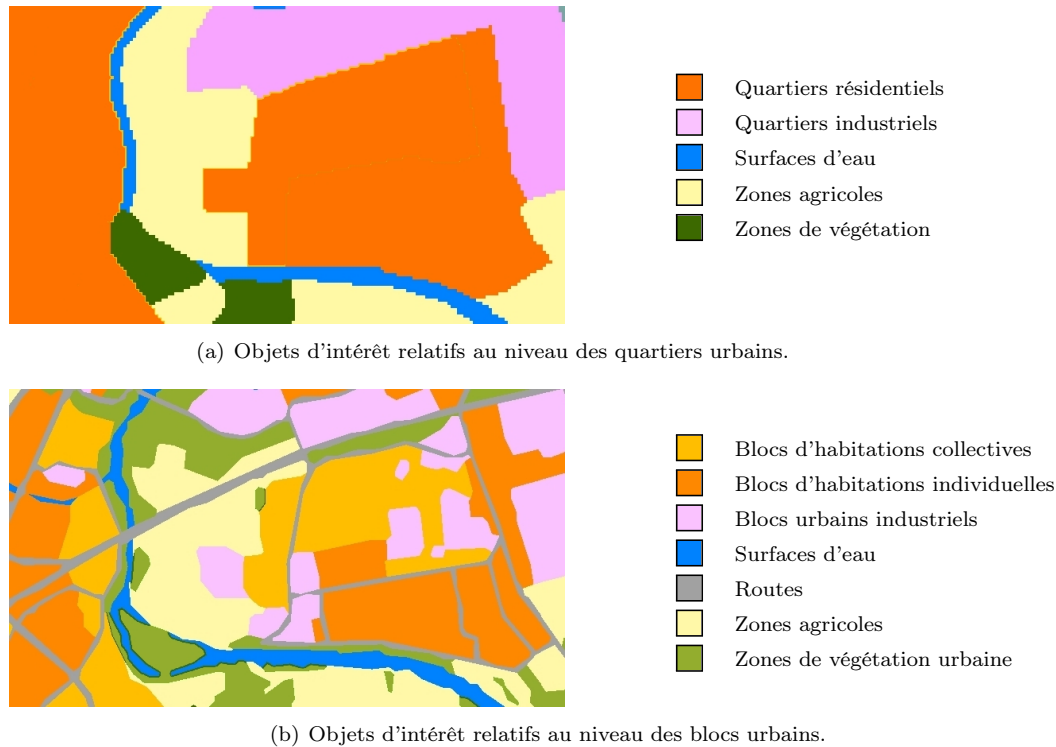 Quartiers résidentiels
Quartiers industriels
Surfaces d'eau
Zones agricoles
Zones de végétation
(a) Objets d'intérêt relatifs au niveau des quartiers urbains.
Blocs d'habitations collectives
Blocs d'habitations individuelles
Blocs urbains industriels
Surfaces d'eau
Routes
Zones agricoles
Zones de végétation urbaine
(b) Objets d'intérêt relatifs au niveau des blocs urbains.